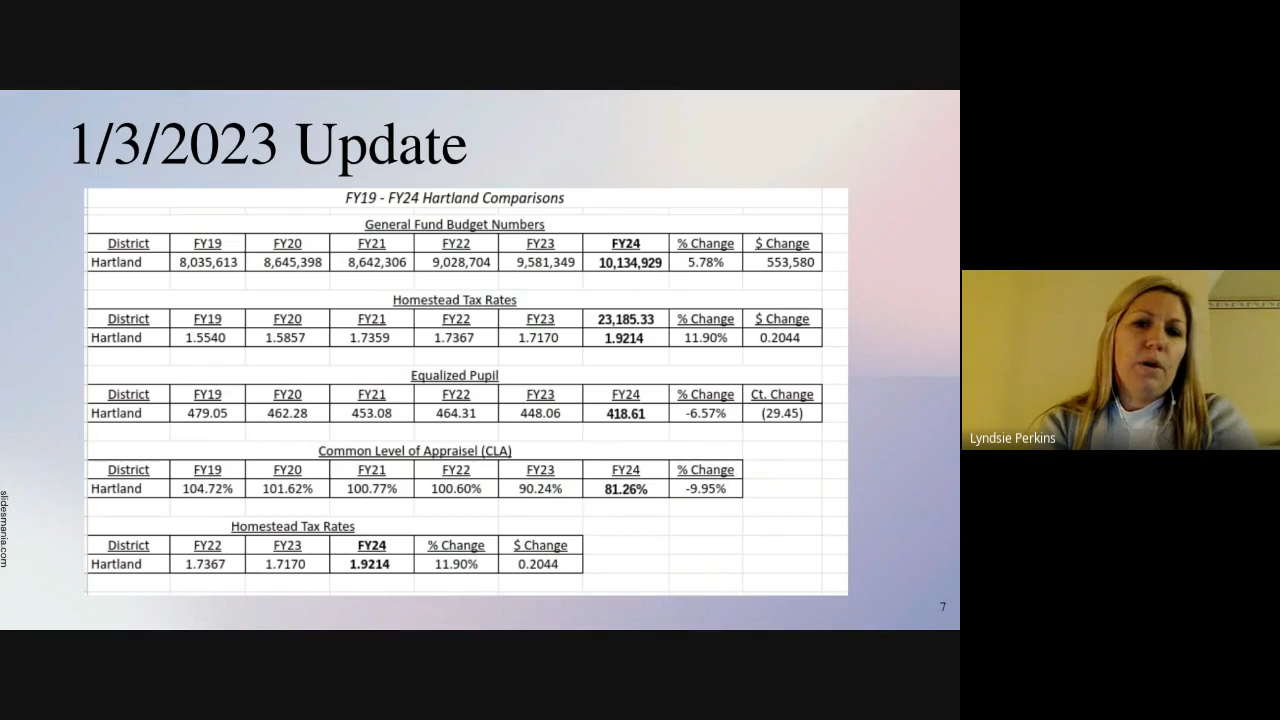 1/3/2023 Update
FY19 - FY24 Hartland Comparisons
General Fund Budget Numbers
District FY19 FY20 FY21 FY22 FY23 FY24 % Change $ Change
Hartland 8,035,613 8,645,398 8,642,306 9,028,704 9,581,349 10,134,929 5.78% 553,580
Homestead Tax Rates
District FY19 FY20 FY21 FY22 FY23 23,185.33 % Change $ Change
Hartland 1.5540 1.5857 1.7359 1.7367 1.7170 1.9214 11.90% 0.2044
Equalized Pupil
District FY19 FY20 FY21 FY22 FY23 FY24 % Change Ct. Change
Hartland 479.05 462.28 453.08 464.31 448.06 418.61 -6.57% (29.45)
Common Level of Appraisel (CLA)
District FY19 FY20 FY21 FY22 FY23 FY24 % Change
Hartland 104.72% 101.62% 100.77% 100.60% 90.24% 81.26% -9.95%
Homestead Tax Rates
District FY22 FY23 FY24 % Change $ Change
Hartland 1.7367 1.7170 1.9214 11.90% 0.2044
slidesmania.com
7
Lyndsie Perkins